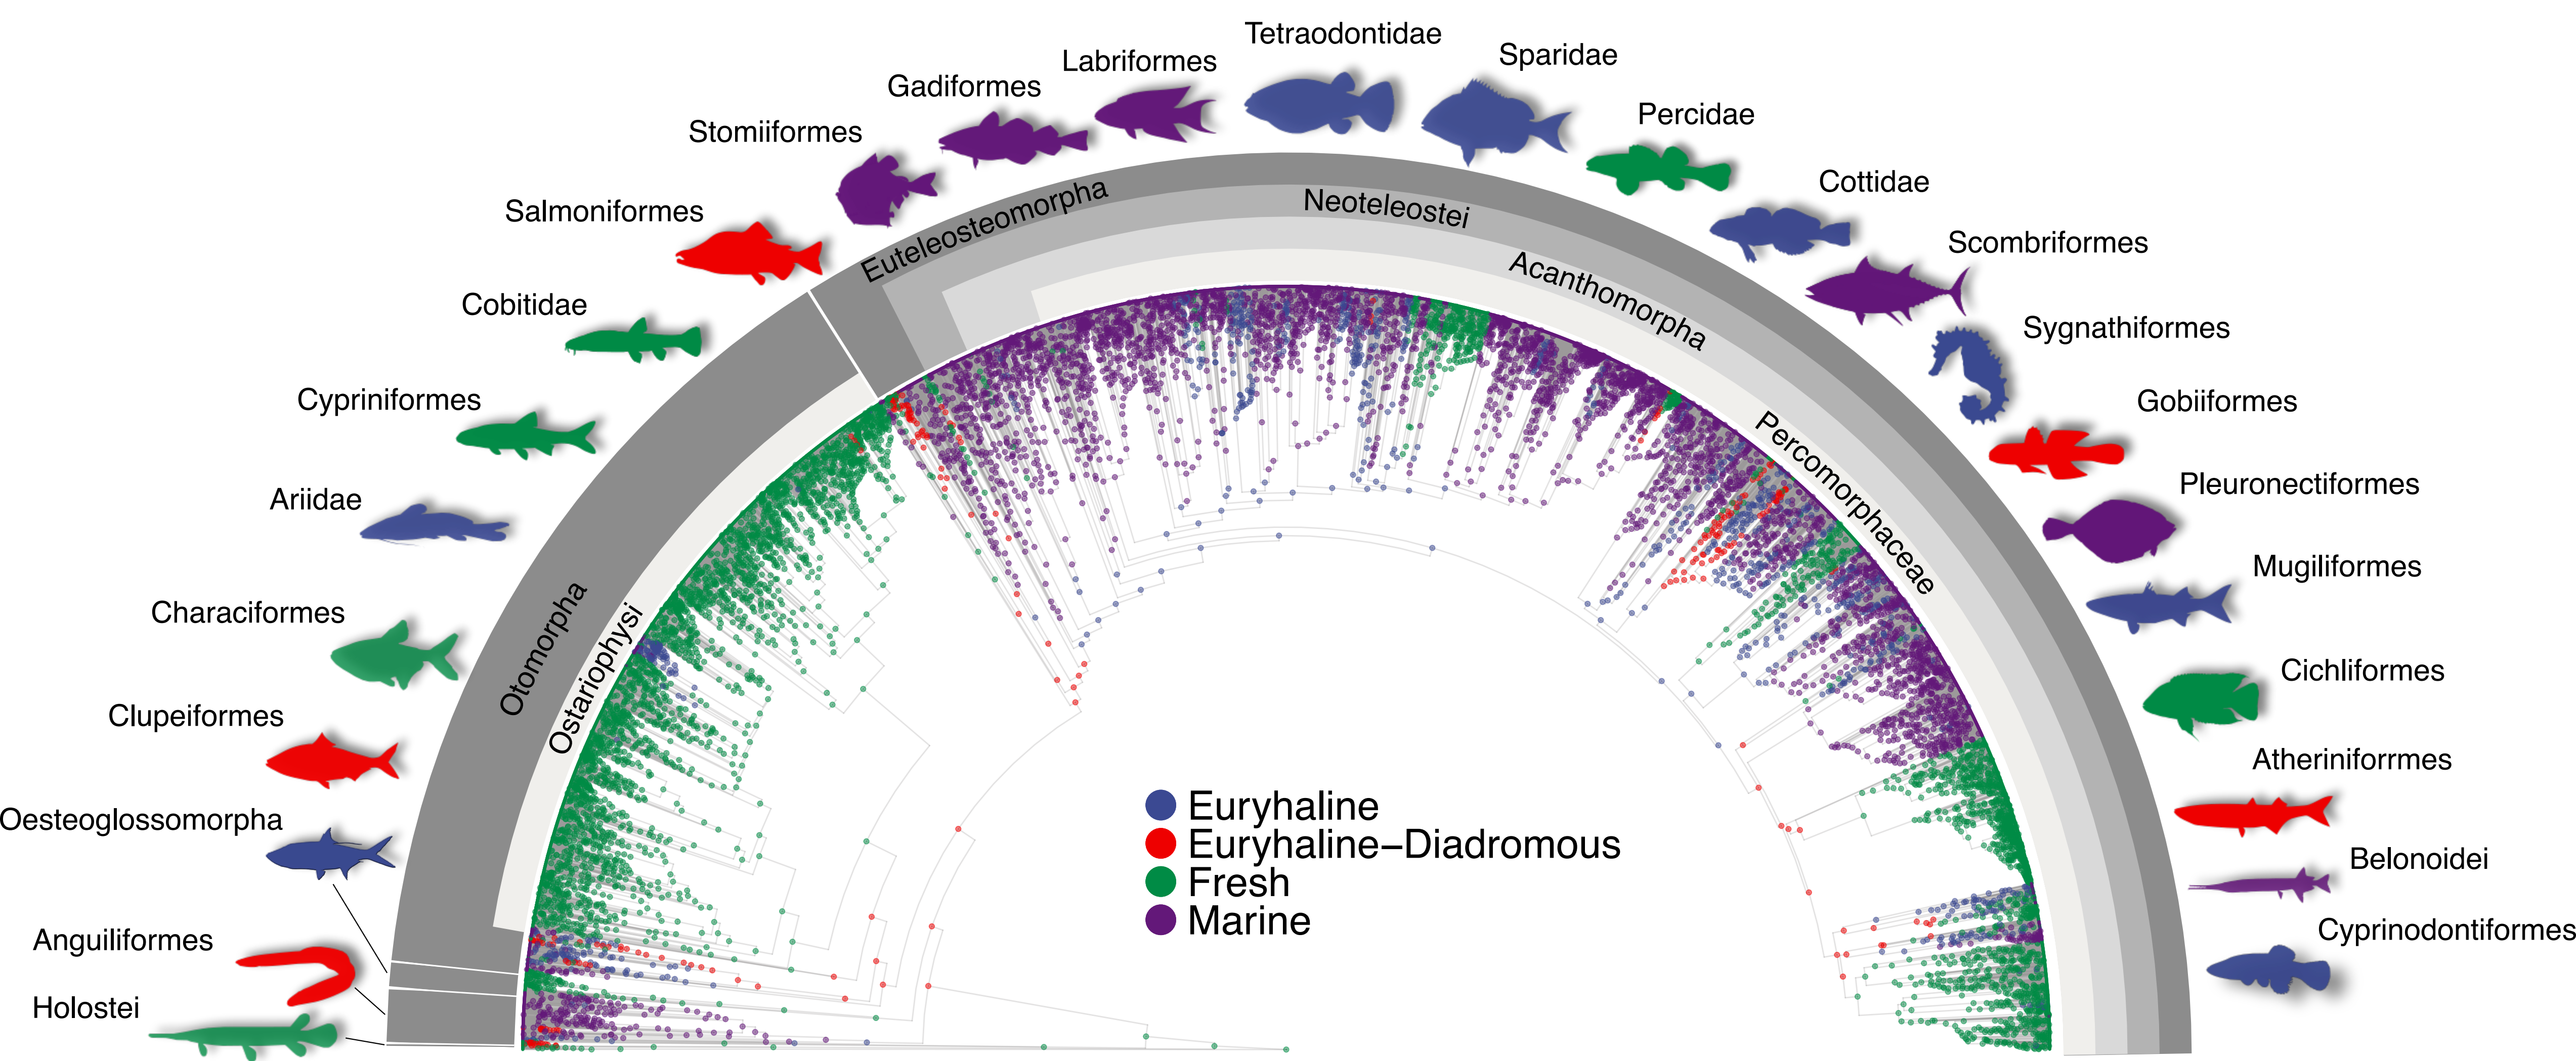 Tetraodontidae
Sparidae
Labriformes
Gadiformes
Percidae
Stomiiformes
Cottidae
Salmoniformes
Euteleosteomorpha
Neoteleostei
Scombriformes
Acanthomorpha
Cobitidae
Sygnathiformes
Cypriniformes
Gobiiformes
Percomorphaceae
Ariidae
Pleuronectiformes
Mugiliformes
Characiformes
Otomorpha
Ostariophysi
Cichliformes
Clupeiformes
Atheriniforrmes
Oesteoglossomorpha
Euryhaline
Euryhaline–Diadromous
Fresh
Marine
Belonoidei
Anguiliformes
Cyprinodontiformes
Holostei